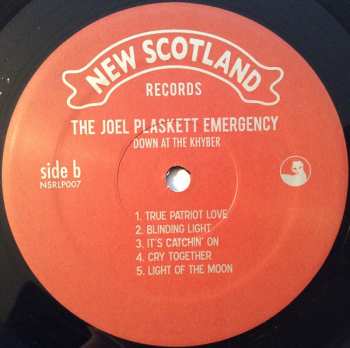 NEW SCOTLAND
RECORDS
THE JOEL PLASKETT EMERGENCY
DOWN AT THE KHYBER
side b
NSRLP007
1. TRUE PATRIOT LOVE
2. BLINDING LIGHT
3. IT'S CATCHIN' ON
4. CRY TOGETHER
5. LIGHT OF THE MOON